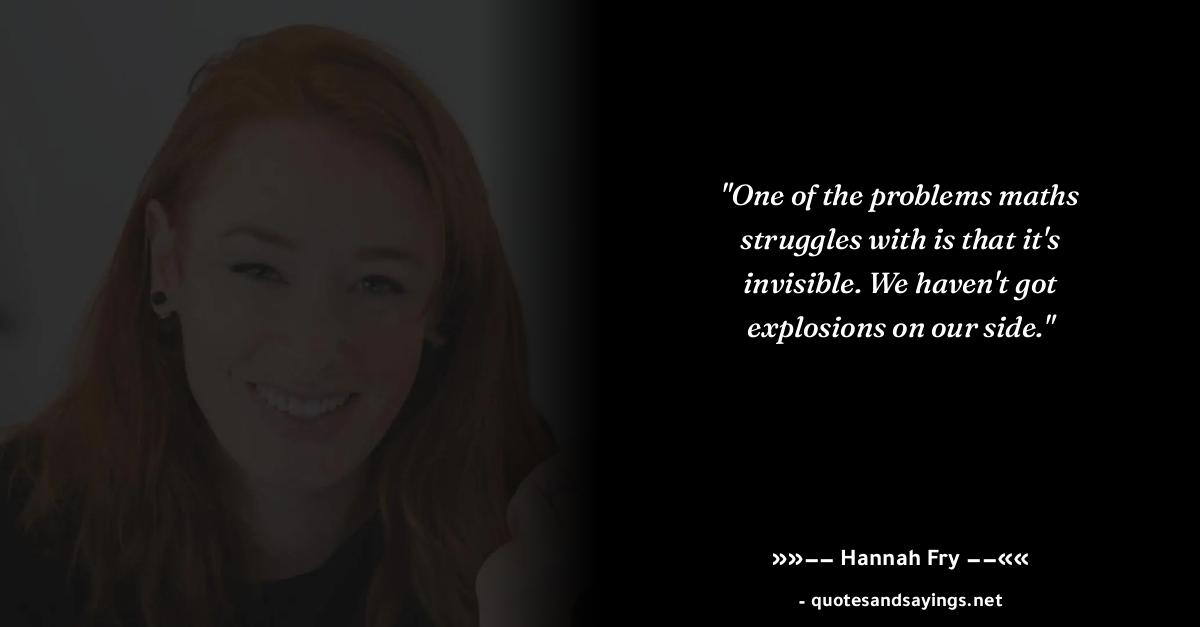 "One of the problems maths
struggles with is that it's
invisible. We haven't got
explosions on our side."
»»−− Hannah Fry −−««
- quotesandsayings.net